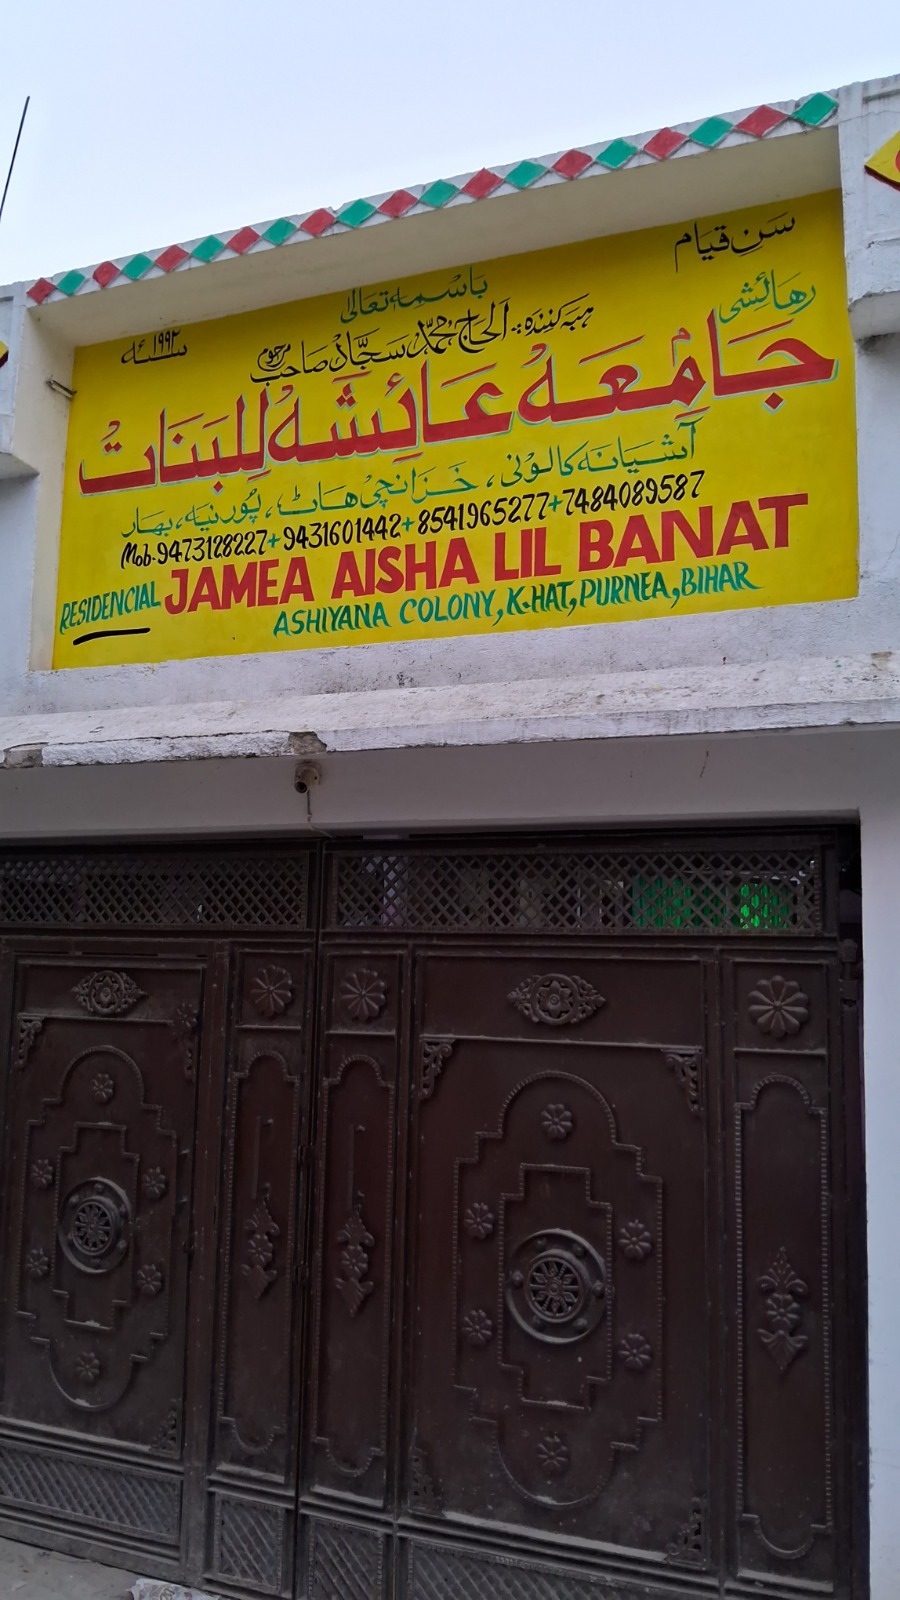 سن قیام
۱۹۹۲ء
باسمہ تعالیٰ
ہبہ کنندہ:۔ الحاج محمد سجاد صاحب مرحوم
رہائشی
جامعہ عائشہ للبنات
آشیانہ کالونی، خزانچی ہاٹ، پورنیہ، بہار
Mob. 9473128227+9431601442+8541965277+7484089587
RESIDENCIAL JAMEA AISHA LIL BANAT
ASHIYANA COLONY, K.HAT, PURNEA, BIHAR